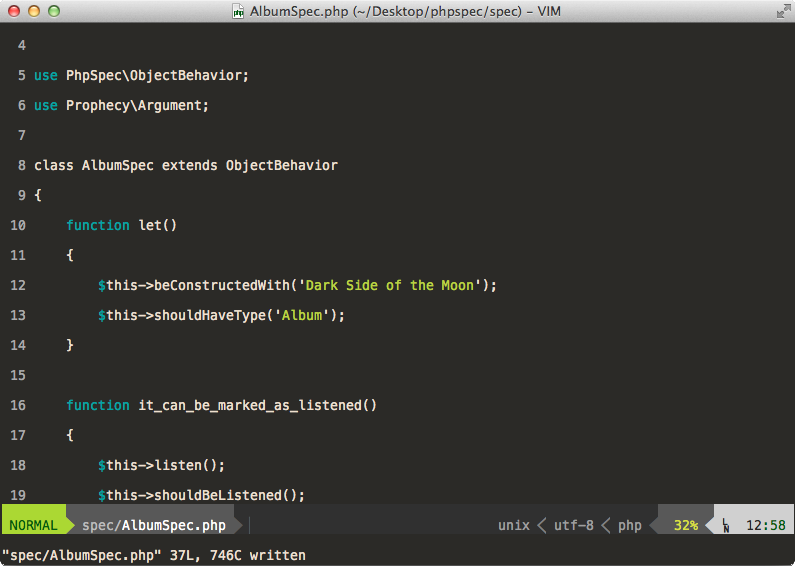 AlbumSpec.php (~/Desktop/phpspec/spec) – VIM
4
5 use PhpSpec\ObjectBehavior;
6 use Prophecy\Argument;
7
8 class AlbumSpec extends ObjectBehavior
9 {
10     function let()
11     {
12         $this->beConstructedWith('Dark Side of the Moon');
13         $this->shouldHaveType('Album');
14     }
15
16     function it_can_be_marked_as_listened()
17     {
18         $this->listen();
19         $this->shouldBeListened();
NORMAL spec/AlbumSpec.php unix < utf-8 < php 32% LN 12:58
"spec/AlbumSpec.php" 37L, 746C written